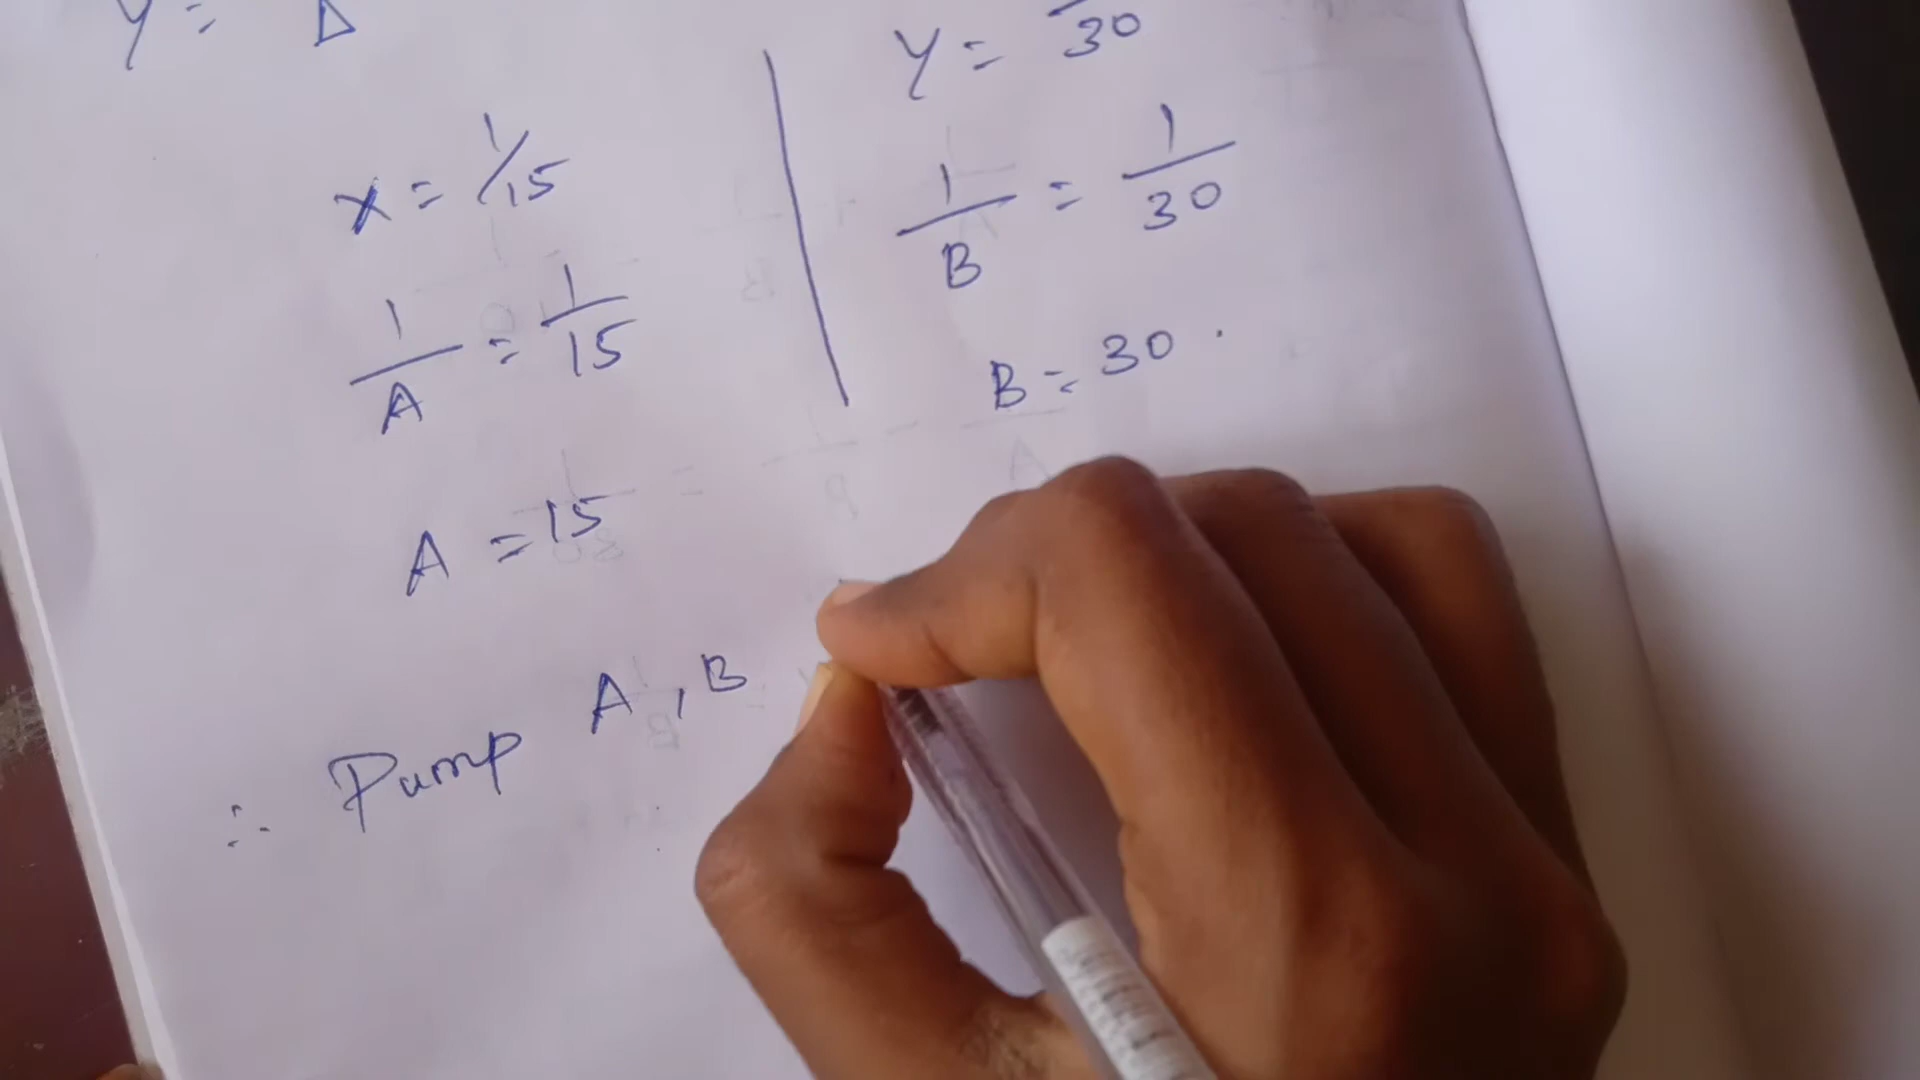 Y = Δ
X = 1/15
1/A = 1/15
A = 15
Y = /30
1/B = 1/30
B = 30 .
∴ Pump A , B